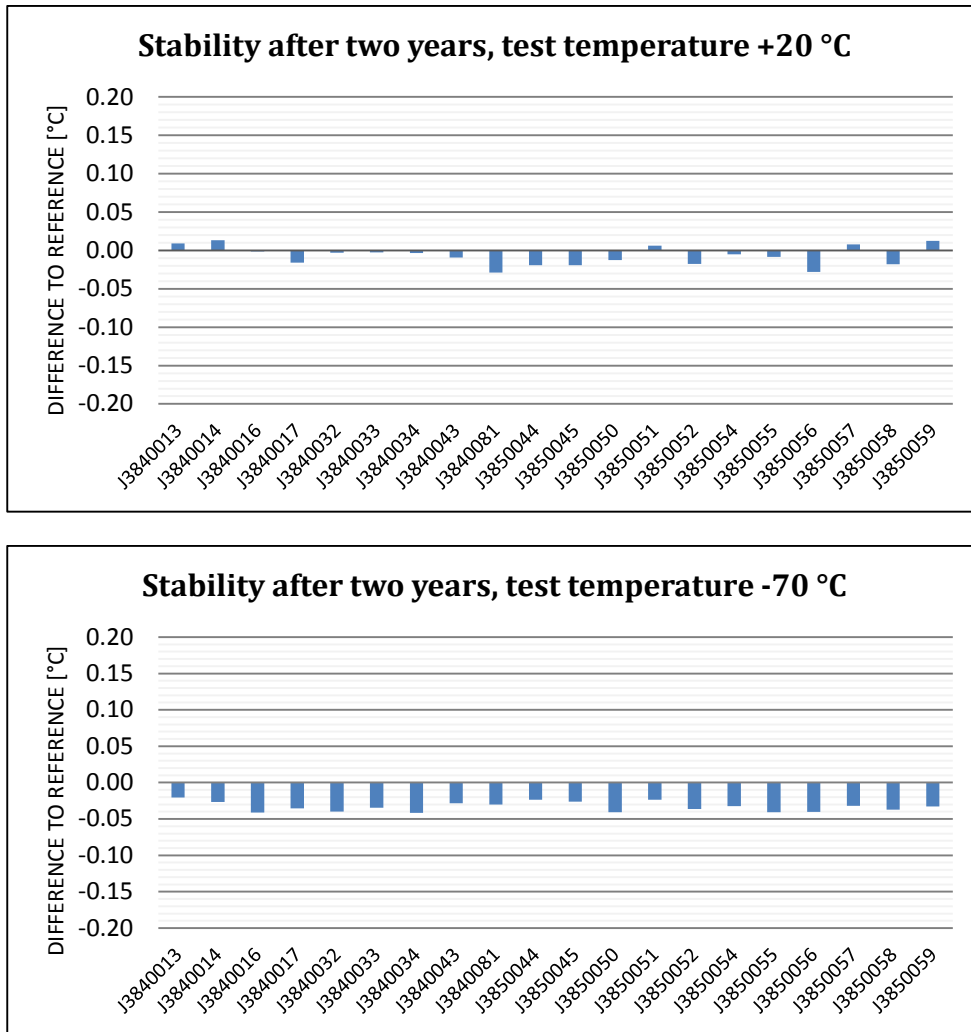 Stability after two years, test temperature +20 °C
DIFFERENCE TO REFERENCE [°C]
0.20
0.15
0.10
0.05
0.00
-0.05
-0.10
-0.15
-0.20
J3840013
J3840014
J3840016
J3840017
J3840032
J3840033
J3840034
J3840043
J3840081
J3850044
J3850045
J3850050
J3850051
J3850052
J3850054
J3850055
J3850056
J3850057
J3850058
J3850059
Stability after two years, test temperature -70 °C
DIFFERENCE TO REFERENCE [°C]
0.20
0.15
0.10
0.05
0.00
-0.05
-0.10
-0.15
-0.20
J3840013
J3840014
J3840016
J3840017
J3840032
J3840033
J3840034
J3840043
J3840081
J3850044
J3850045
J3850050
J3850051
J3850052
J3850054
J3850055
J3850056
J3850057
J3850058
J3850059